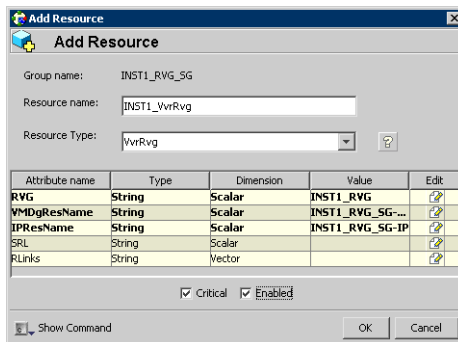 Add Resource
Add Resource
Group name: INST1_RVG_SG
Resource name: INST1_VvrRvg
Resource Type: VvrRvg
Attribute name Type Dimension Value Edit
RVG String Scalar INST1_RVG
VMDgResName String Scalar INST1_RVG_SG-...
IPResName String Scalar INST1_RVG_SG-IP
SRL String Scalar
RLinks String Vector
Critical Enabled
Show Command OK Cancel